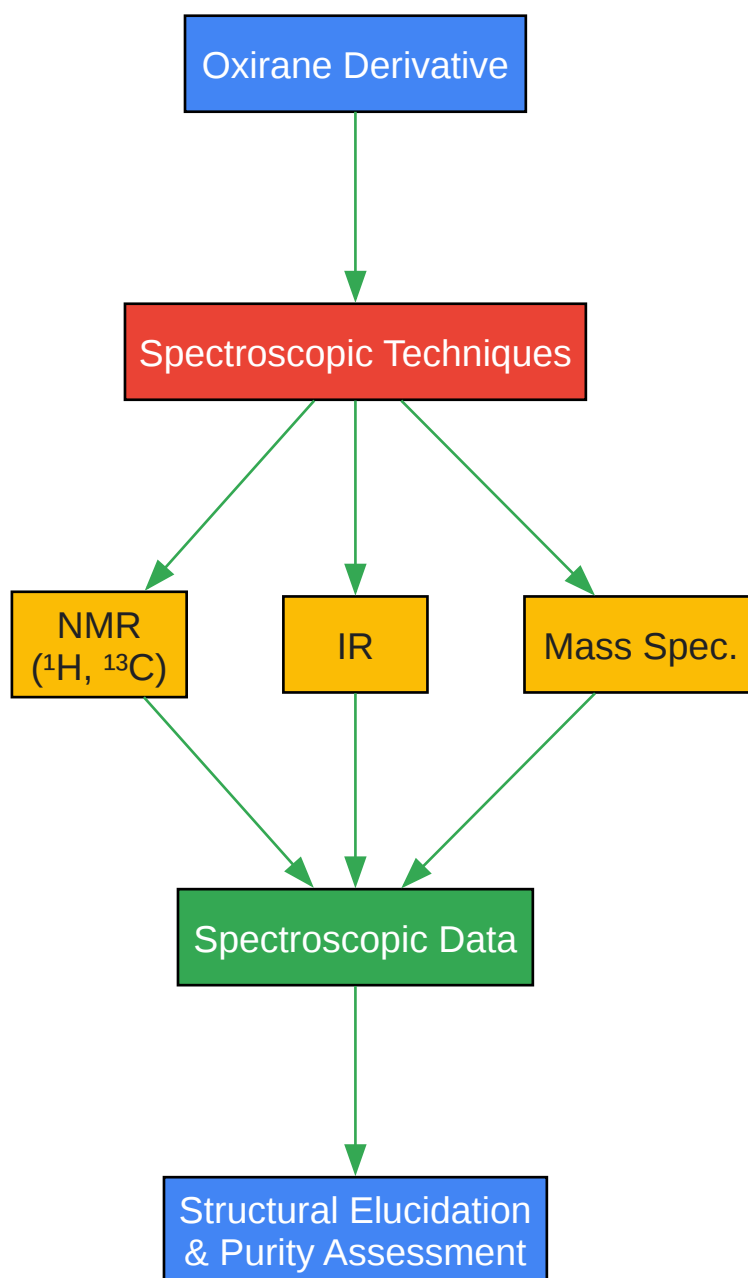 Oxirane Derivative
Spectroscopic Techniques
NMR
(¹H, ¹³C)
IR
Mass Spec.
Spectroscopic Data
Structural Elucidation
& Purity Assessment